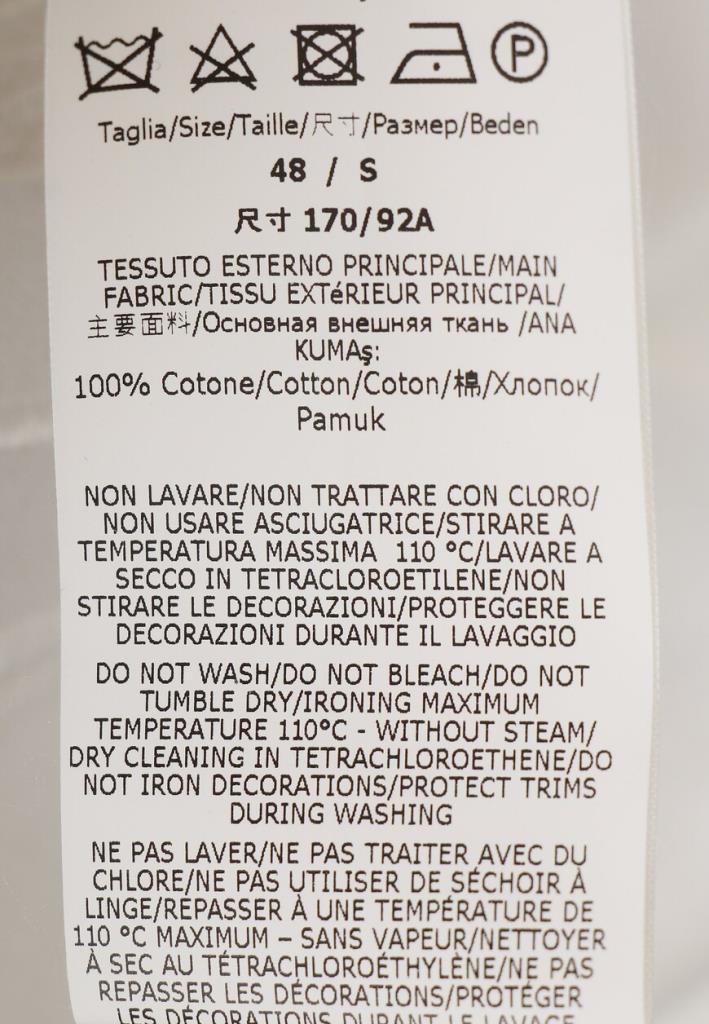 P
Taglia/Size/Taille/尺寸/Размер/Beden
48 / S
尺寸 170/92A
TESSUTO ESTERNO PRINCIPALE/MAIN
FABRIC/TISSU EXTéRIEUR PRINCIPAL/
主要面料/Основная внешняя ткань /ANA
KUMAş:
100% Cotone/Cotton/Coton/棉/Хлопок/
Pamuk
NON LAVARE/NON TRATTARE CON CLORO/
NON USARE ASCIUGATRICE/STIRARE A
TEMPERATURA MASSIMA 110 °C/LAVARE A
SECCO IN TETRACLOROETILENE/NON
STIRARE LE DECORAZIONI/PROTEGGERE LE
DECORAZIONI DURANTE IL LAVAGGIO
DO NOT WASH/DO NOT BLEACH/DO NOT
TUMBLE DRY/IRONING MAXIMUM
TEMPERATURE 110°C - WITHOUT STEAM/
DRY CLEANING IN TETRACHLOROETHENE/DO
NOT IRON DECORATIONS/PROTECT TRIMS
DURING WASHING
NE PAS LAVER/NE PAS TRAITER AVEC DU
CHLORE/NE PAS UTILISER DE SÉCHOIR À
LINGE/REPASSER À UNE TEMPÉRATURE DE
110 °C MAXIMUM – SANS VAPEUR/NETTOYER
À SEC AU TÉTRACHLOROÉTHYLÈNE/NE PAS
REPASSER LES DÉCORATIONS/PROTÉGER
LES DÉCORATIONS DURANT LE LAVAGE